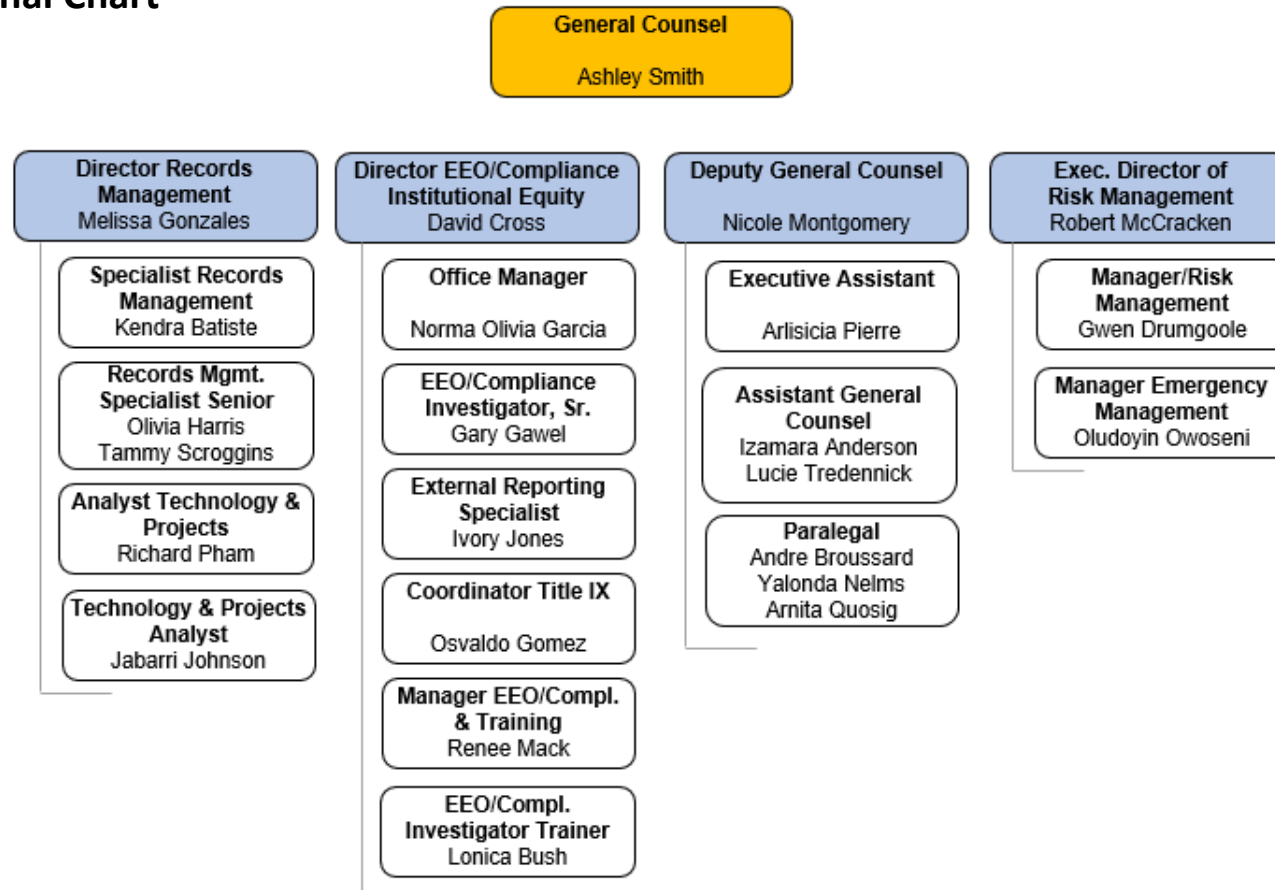 nal Chart
General Counsel
Ashley Smith
Director Records
Management
Melissa Gonzales
Specialist Records
Management
Kendra Batiste
Records Mgmt.
Specialist Senior
Olivia Harris
Tammy Scroggins
Analyst Technology &
Projects
Richard Pham
Technology & Projects
Analyst
Jabarri Johnson
Director EEO/Compliance
Institutional Equity
David Cross
Office Manager
Norma Olivia Garcia
EEO/Compliance
Investigator, Sr.
Gary Gawel
External Reporting
Specialist
Ivory Jones
Coordinator Title IX
Osvaldo Gomez
Manager EEO/Compl.
& Training
Renee Mack
EEO/Compl.
Investigator Trainer
Lonica Bush
Deputy General Counsel
Nicole Montgomery
Executive Assistant
Arlisicia Pierre
Assistant General
Counsel
Izamara Anderson
Lucie Tredennick
Paralegal
Andre Broussard
Yalonda Nelms
Arnita Quosig
Exec. Director of
Risk Management
Robert McCracken
Manager/Risk
Management
Gwen Drumgoole
Manager Emergency
Management
Oludoyin Owoseni